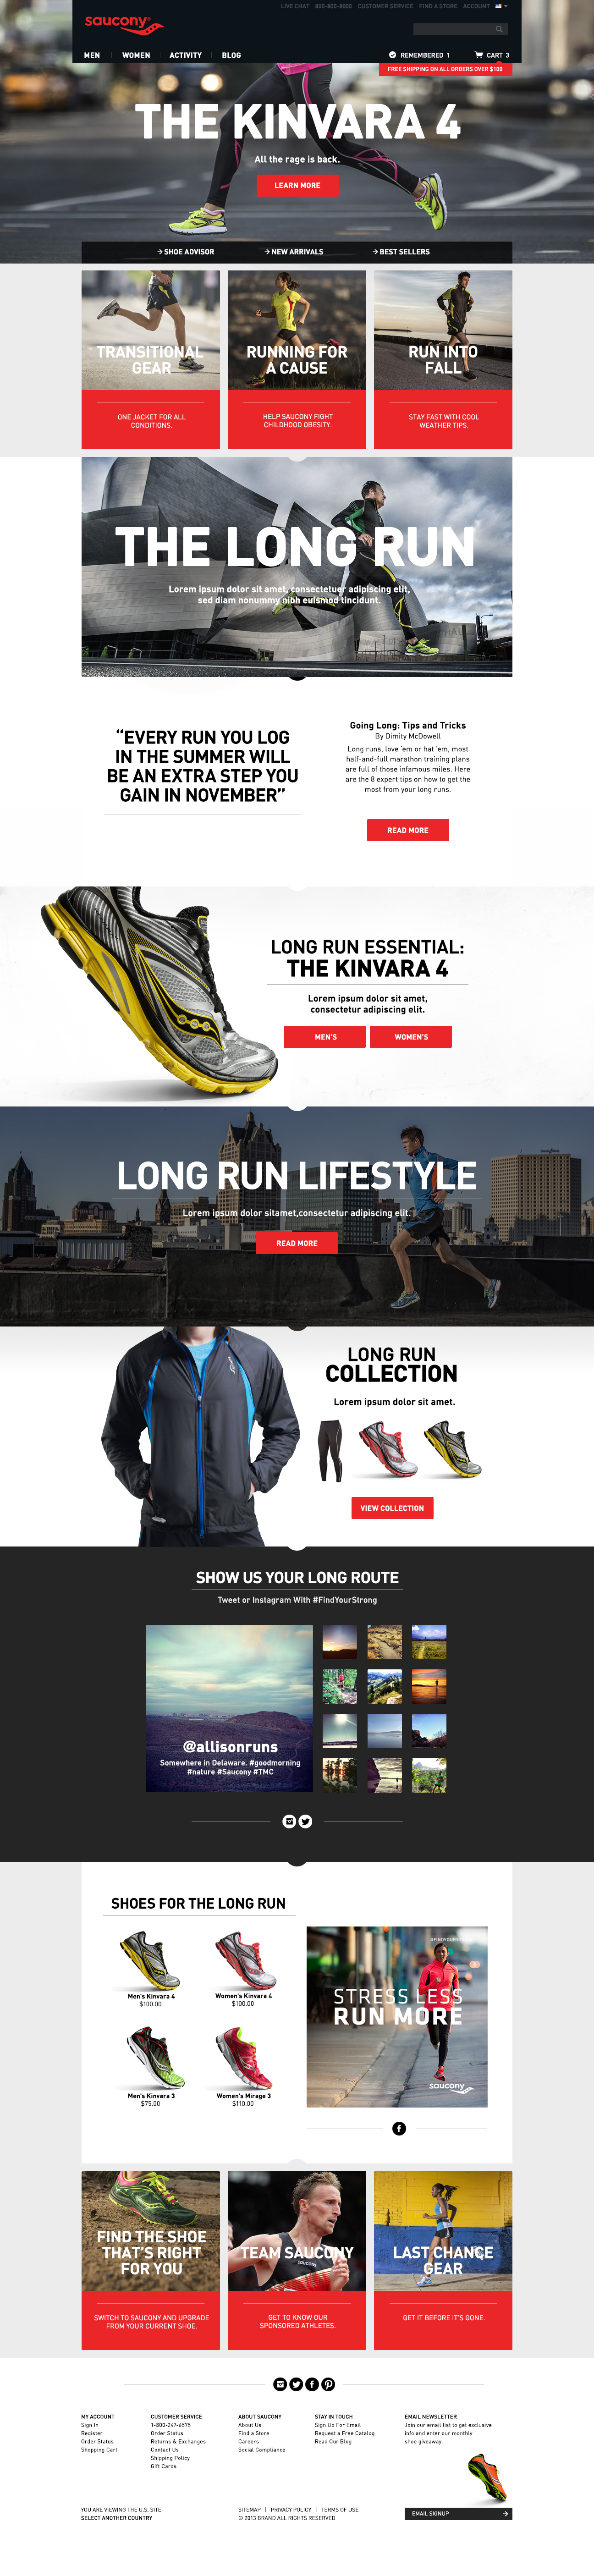 LIVE CHAT 800-800-8000 CUSTOMER SERVICE FIND A STORE ACCOUNT
saucony
MEN WOMEN ACTIVITY BLOG
REMEMBERED 1 CART 3
FREE SHIPPING ON ALL ORDERS OVER $100
THE KINVARA 4
All the rage is back.
LEARN MORE
SHOE ADVISOR NEW ARRIVALS BEST SELLERS
TRANSITIONAL
GEAR
ONE JACKET FOR ALL
CONDITIONS.
RUNNING FOR
A CAUSE
HELP SAUCONY FIGHT
CHILDHOOD OBESITY.
RUN INTO
FALL
STAY FAST WITH COOL
WEATHER TIPS.
THE LONG RUN
Lorem ipsum dolor sit amet, consectetuer adipiscing elit,
sed diam nonummy nibh euismod tincidunt.
“EVERY RUN YOU LOG
IN THE SUMMER WILL
BE AN EXTRA STEP YOU
GAIN IN NOVEMBER”
Going Long: Tips and Tricks
By Dimity McDowell
Long runs, love ’em or hat ’em, most
half-and-full marathon training plans
are full of those infamous miles. Here
are the 8 expert tips on how to get the
most from your long runs.
READ MORE
LONG RUN ESSENTIAL:
THE KINVARA 4
Lorem ipsum dolor sit amet,
consectetur adipiscing elit.
MEN'S WOMEN'S
LONG RUN LIFESTYLE
Lorem ipsum dolor sitamet,consectetur adipiscing elit.
READ MORE
LONG RUN
COLLECTION
Lorem ipsum dolor sit amet.
VIEW COLLECTION
SHOW US YOUR LONG ROUTE
Tweet or Instagram With #FindYourStrong
@allisonruns
Somewhere in Delaware. #goodmorning
#nature #Saucony #TMC
SHOES FOR THE LONG RUN
Men's Kinvara 4
$100.00
Women's Kinvara 4
$100.00
Men's Kinvara 3
$75.00
Women's Mirage 3
$110.00
STRESS LESS
RUN MORE
saucony
FIND THE SHOE
THAT'S RIGHT
FOR YOU
SWITCH TO SAUCONY AND UPGRADE
FROM YOUR CURRENT SHOE.
TEAM SAUCONY
saucony
GET TO KNOW OUR
SPONSORED ATHLETES.
LAST CHANCE
GEAR
GET IT BEFORE IT'S GONE.
MY ACCOUNT
Sign In
Register
Order Status
Shopping Cart
CUSTOMER SERVICE
1-800-247-6575
Order Status
Returns & Exchanges
Contact Us
Shipping Policy
Gift Cards
ABOUT SAUCONY
About Us
Find a Store
Careers
Social Compliance
STAY IN TOUCH
Sign Up For Email
Request a Free Catalog
Read Our Blog
EMAIL NEWSLETTER
Join our email list to get exclusive
info and enter our monthly
shoe giveaway.
EMAIL SIGNUP
YOU ARE VIEWING THE U.S. SITE
SELECT ANOTHER COUNTRY
SITEMAP | PRIVACY POLICY | TERMS OF USE
© 2013 BRAND ALL RIGHTS RESERVED